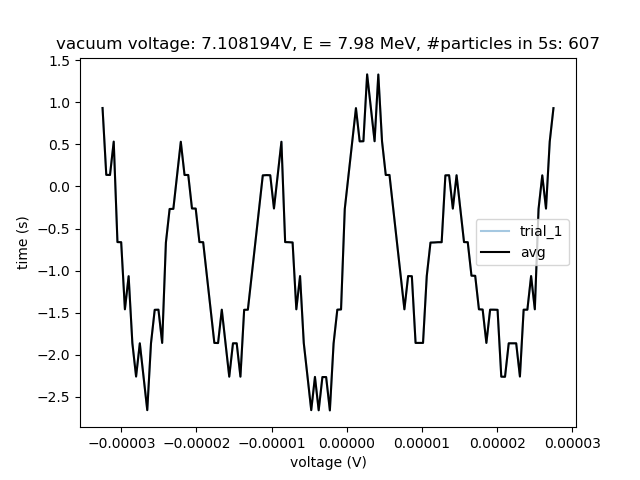 vacuum voltage: 7.108194V, E = 7.98 MeV, #particles in 5s: 607
1.5
1.0
0.5
0.0
−0.5
−1.0
−1.5
−2.0
−2.5
time (s)
trial_1
avg
−0.00003 −0.00002 −0.00001 0.00000 0.00001 0.00002 0.00003
voltage (V)